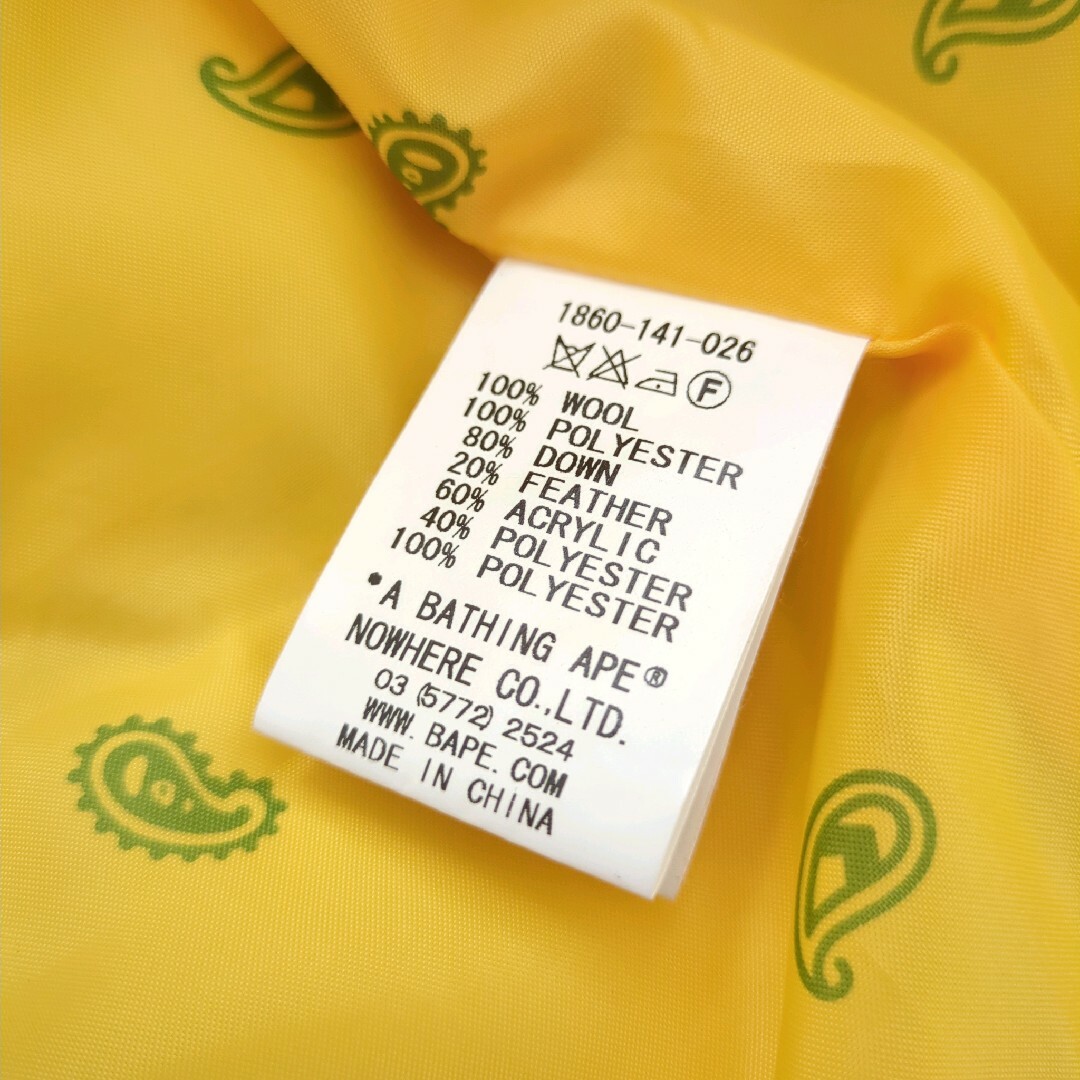 1860-141-026
F
100% WOOL
100% POLYESTER
80% DOWN
20% FEATHER
60% ACRYLIC
40% POLYESTER
100% POLYESTER
•A BATHING APE®
NOWHERE CO.,LTD.
03 (5772) 2524
WWW. BAPE. COM
MADE IN CHINA